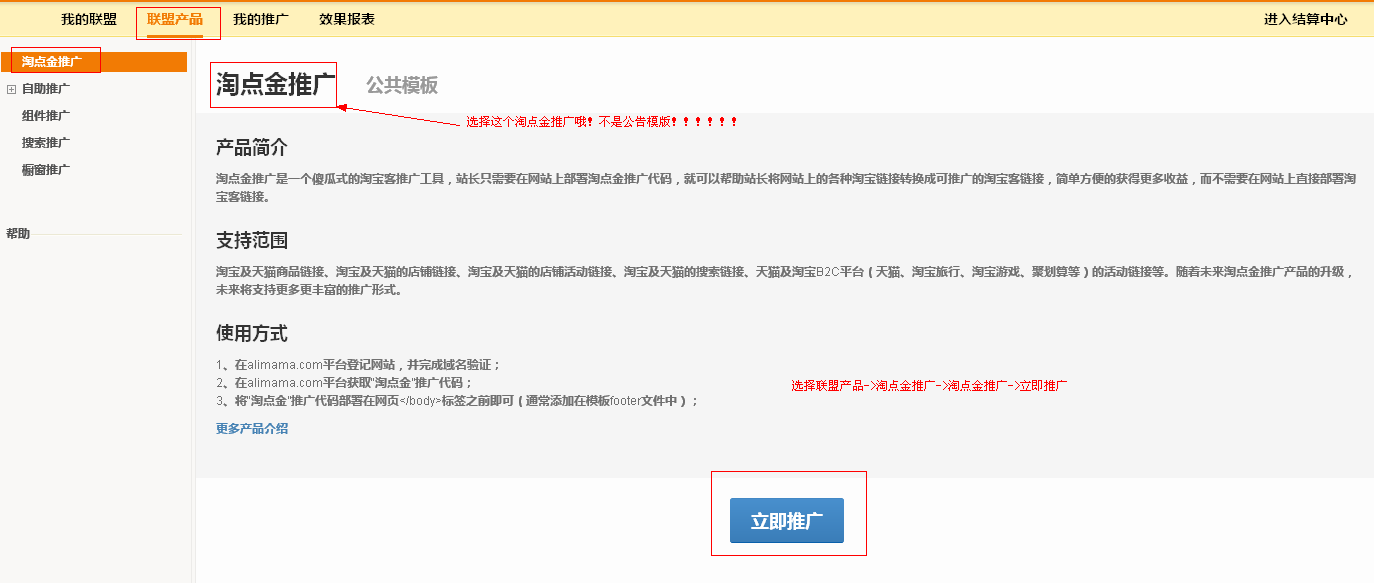 我的联盟 联盟产品 我的推广 效果报表 进入结算中心
淘点金推广
自助推广
组件推广
搜索推广
橱窗推广
帮助
淘点金推广 公共模板
选择这个淘点金推广哦！不是公告模版！！！！！！
产品简介
淘点金推广是一个傻瓜式的淘宝客推广工具，站长只需要在网站上部署淘点金推广代码，就可以帮助站长将网站上的各种淘宝链接转换成可推广的淘宝客链接，简单方便的获得更多收益，而不需要在网站上直接部署淘
宝客链接。
支持范围
淘宝及天猫商品链接、淘宝及天猫的店铺链接、淘宝及天猫的店铺活动链接、淘宝及天猫的搜索链接、天猫及淘宝B2C平台（天猫、淘宝旅行、淘宝游戏、聚划算等）的活动链接等。随着未来淘点金推广产品的升级，
未来将支持更多更丰富的推广形式。
使用方式
1、在alimama.com平台登记网站，并完成域名验证；
2、在alimama.com平台获取"淘点金"推广代码；
3、将"淘点金"推广代码部署在网页</body>标签之前即可（通常添加在模板footer文件中）；
选择联盟产品->淘点金推广->淘点金推广->立即推广
更多产品介绍
立即推广